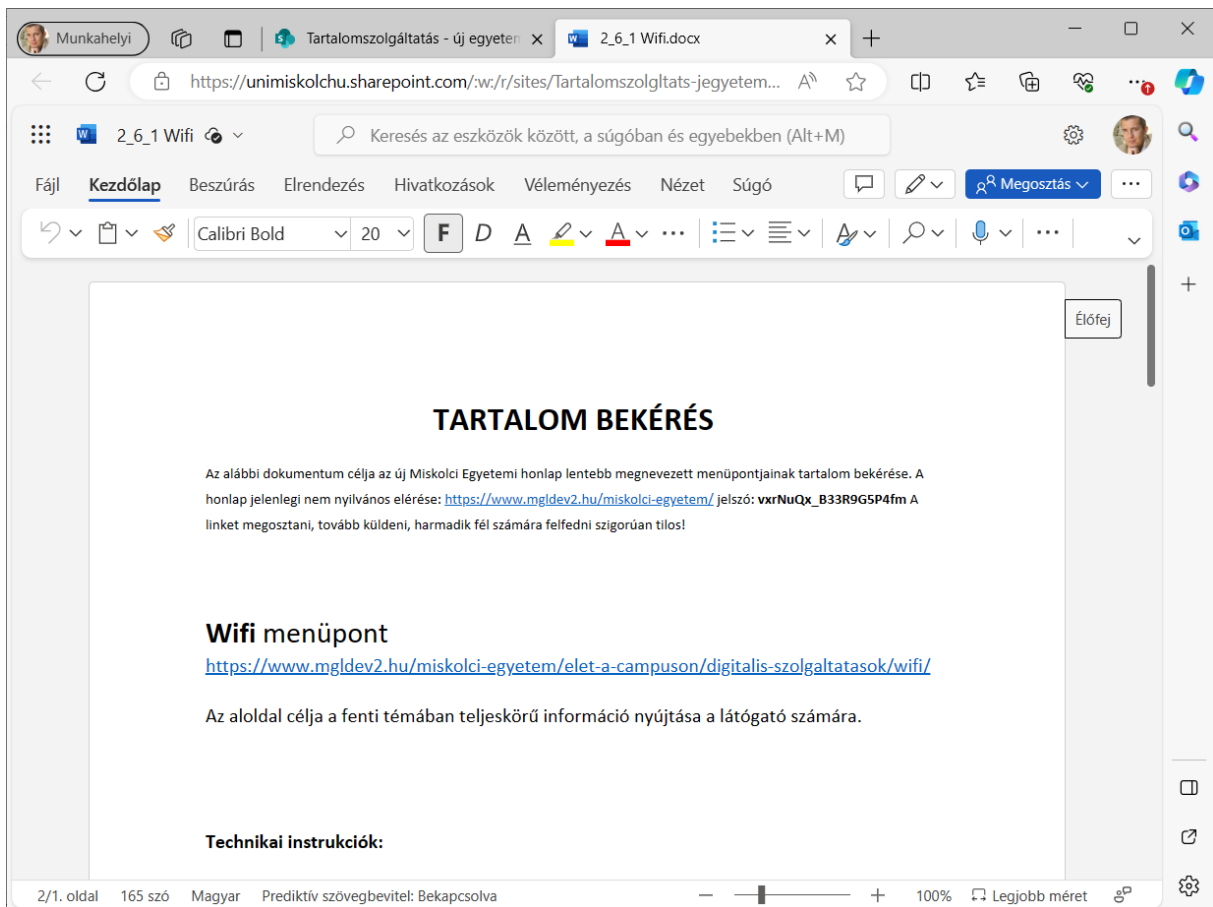 Munkahelyi
Tartalomszolgáltatás - új egyeten
2_6_1 Wifi.docx
https://unimiskolchu.sharepoint.com/:w:/r/sites/Tartalomszolgltats-jegyetem...
2_6_1 Wifi
Keresés az eszközök között, a súgóban és egyebekben (Alt+M)
Fájl Kezdőlap Beszúrás Elrendezés Hivatkozások Véleményezés Nézet Súgó Megosztás
Calibri Bold 20 F D A A
Élőfej
TARTALOM BEKÉRÉS
Az alábbi dokumentum célja az új Miskolci Egyetemi honlap lentebb megnevezett menüpontjainak tartalom bekérése. A
honlap jelenlegi nem nyilvános elérése: https://www.mgldev2.hu/miskolci-egyetem/ jelszó: vxrNuQx_B33R9G5P4fm A
linket megosztani, tovább küldeni, harmadik fél számára felfedni szigorúan tilos!
Wifi menüpont
https://www.mgldev2.hu/miskolci-egyetem/elet-a-campuson/digitalis-szolgaltatasok/wifi/
Az aloldal célja a fenti témában teljeskörű információ nyújtása a látógató számára.
Technikai instrukciók:
2/1. oldal 165 szó Magyar Prediktív szövegbevitel: Bekapcsolva 100% Legjobb méret